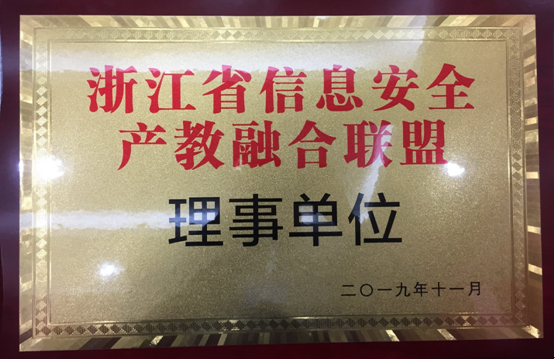 浙江省信息安全
产教融合联盟
理事单位
二〇一九年十一月